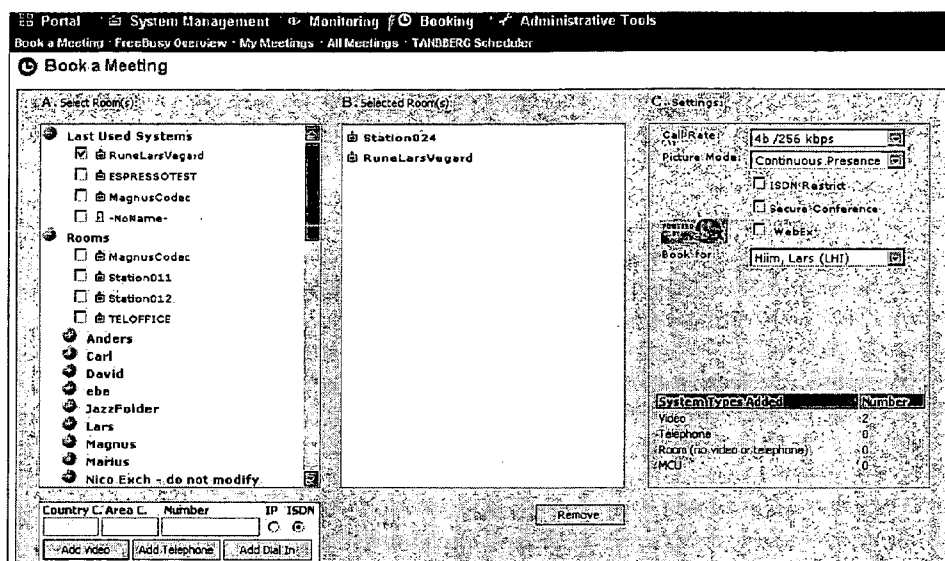 Portal · System Management · Monitoring Booking · Administrative Tools
Book a Meeting · FreeBusy Overview · My Meetings · All Meetings · TANDBERG Scheduler
Book a Meeting
A. Select Room(s):
Last Used Systems
RuneLarsVegard
ESPRESSOTEST
MagnusCodec
-NoName-
Rooms
MagnusCodec
Station011
Station012
TELOFFICE
Anders
Carl
David
ebe
JazzFolder
Lars
Magnus
Marius
Nico Exch - do not modify
Country C. Area C. Number IP ISDN
Add Video Add Telephone Add Dial In
B. Selected Room(s):
Station024
RuneLarsVegard
Remove
C. Settings:
Call Rate: 4b /256 kbps
Picture Mode: Continuous Presence
ISDN Restrict
Secure Conference
WebEx
Book for Hiim, Lars (LHI)
System Types Added Number
Video 2
Telephone 0
Room (no video or telephone) 0
MCU 0